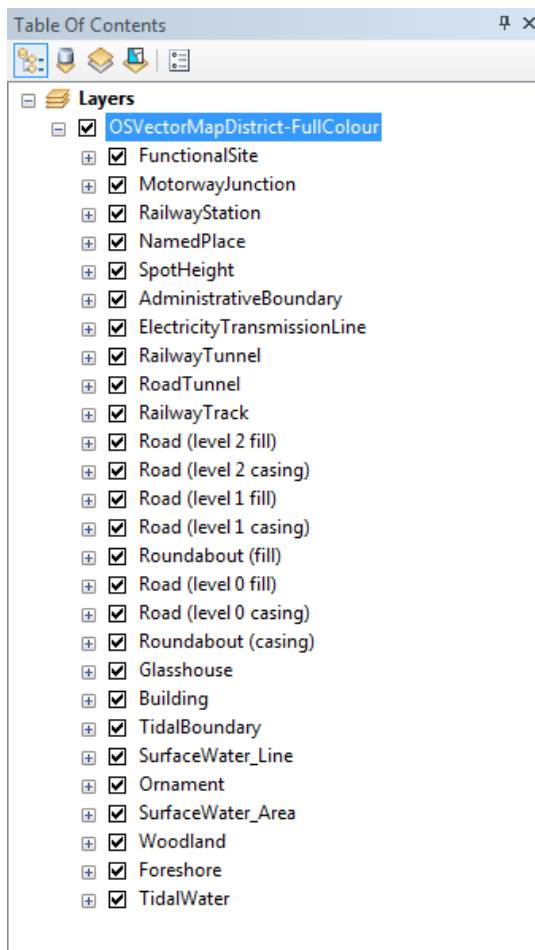 Table Of Contents
Layers
OSVectorMapDistrict-FullColour
FunctionalSite
MotorwayJunction
RailwayStation
NamedPlace
SpotHeight
AdministrativeBoundary
ElectricityTransmissionLine
RailwayTunnel
RoadTunnel
RailwayTrack
Road (level 2 fill)
Road (level 2 casing)
Road (level 1 fill)
Road (level 1 casing)
Roundabout (fill)
Road (level 0 fill)
Road (level 0 casing)
Roundabout (casing)
Glasshouse
Building
TidalBoundary
SurfaceWater_Line
Ornament
SurfaceWater_Area
Woodland
Foreshore
TidalWater